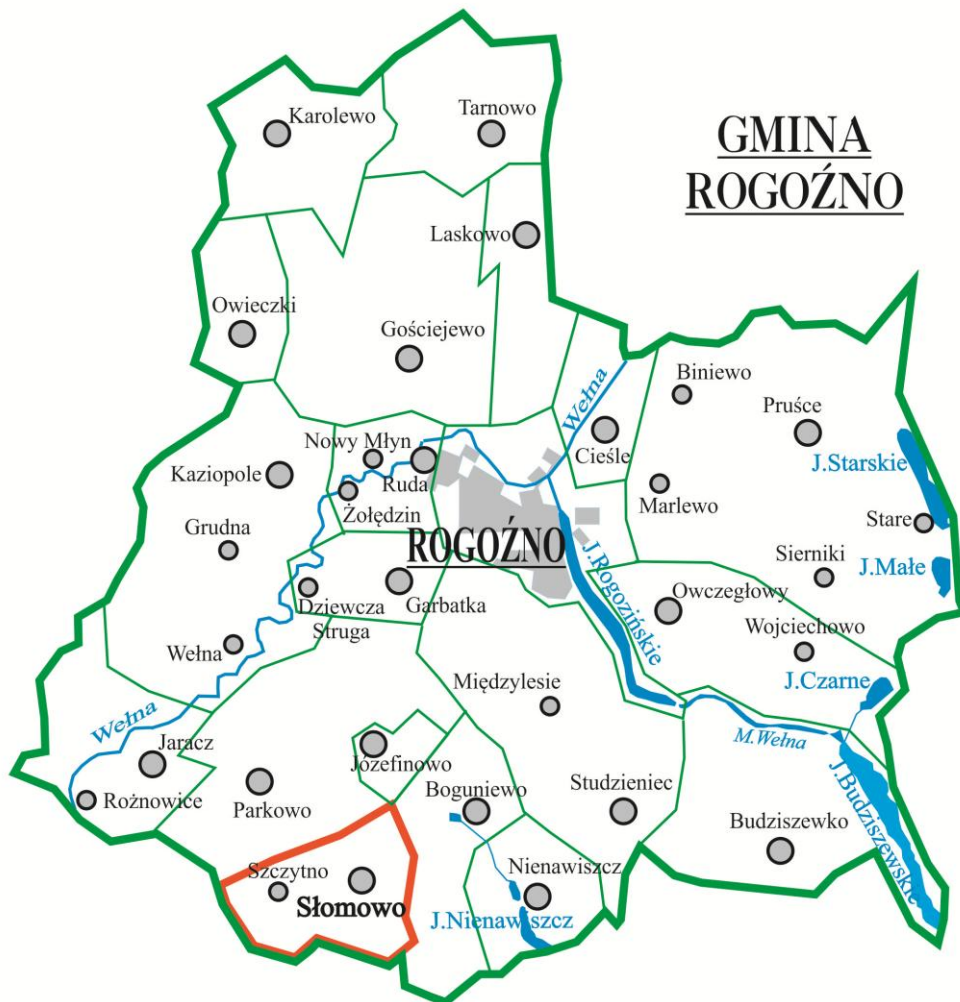 Karolewo
Tarnowo
GMINA
ROGOŹNO
Laskowo
Owieczki
Gościejewo
Wełna
Biniewo
Pruśce
Cieśle
Nowy Młyn
Kaziopole
Ruda
J.Starskie
Żołędzin
Marlewo
Stare
Grudna
ROGOŹNO
J.Rogozińskie
Sierniki
J.Małe
Dziewcza
Struga
Garbatka
Owczegłowy
Wojciechowo
Wełna
Międzylesie
J.Czarne
Wełna
M.Wełna
Jaracz
Józefinowo
J.Budziszewskie
Rożnowice
Parkowo
Boguniewo
Studzieniec
Budziszewko
Szczytno
Słomowo
Nienawiszcz
J.Nienawiszcz